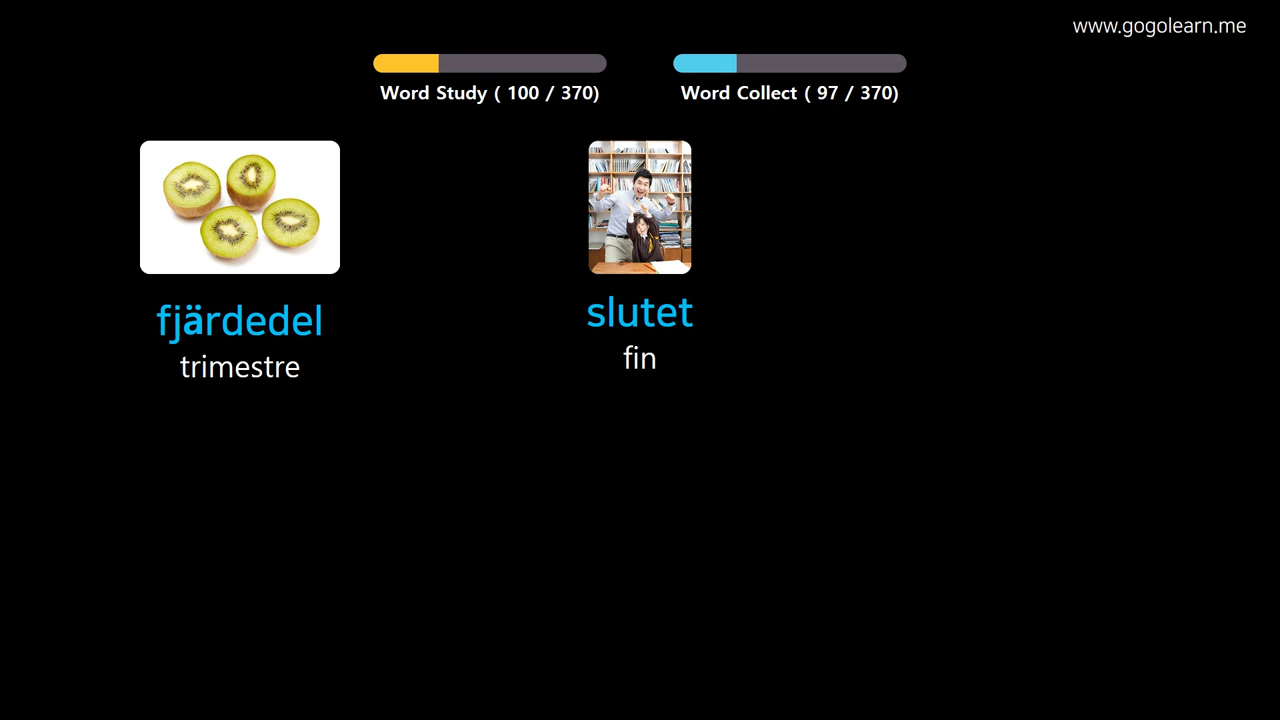 www.gogolearn.me
Word Study ( 100 / 370)
Word Collect ( 97 / 370)
fjärdedel
trimestre
slutet
fin